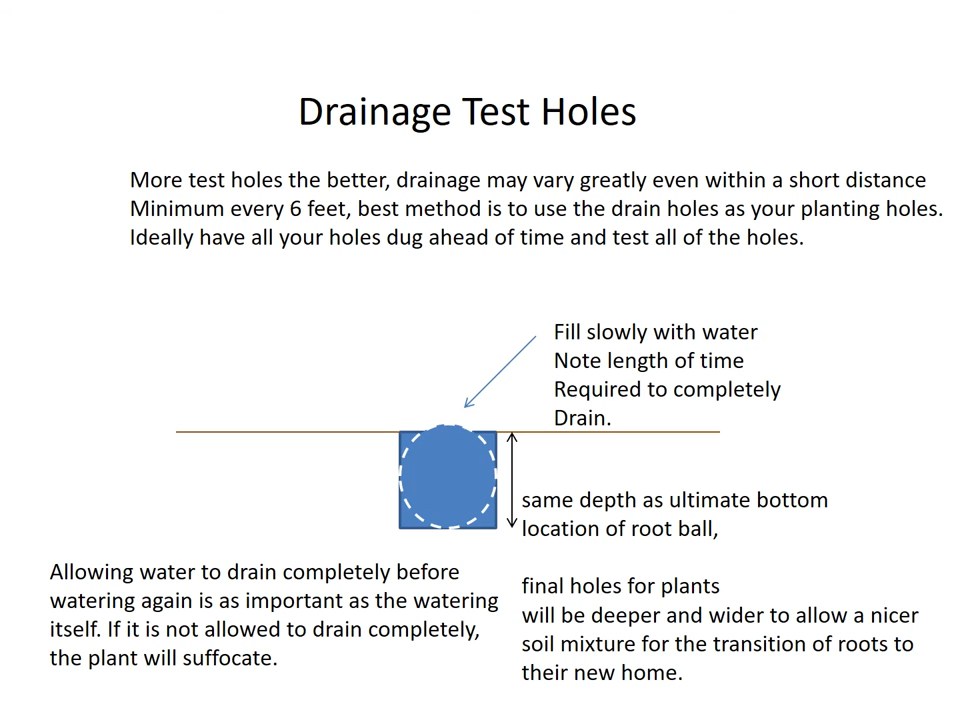 Drainage Test Holes
More test holes the better, drainage may vary greatly even within a short distance
Minimum every 6 feet, best method is to use the drain holes as your planting holes.
Ideally have all your holes dug ahead of time and test all of the holes.
Fill slowly with water
Note length of time
Required to completely
Drain.
same depth as ultimate bottom
location of root ball,
Allowing water to drain completely before
watering again is as important as the watering
itself. If it is not allowed to drain completely,
the plant will suffocate.
final holes for plants
will be deeper and wider to allow a nicer
soil mixture for the transition of roots to
their new home.